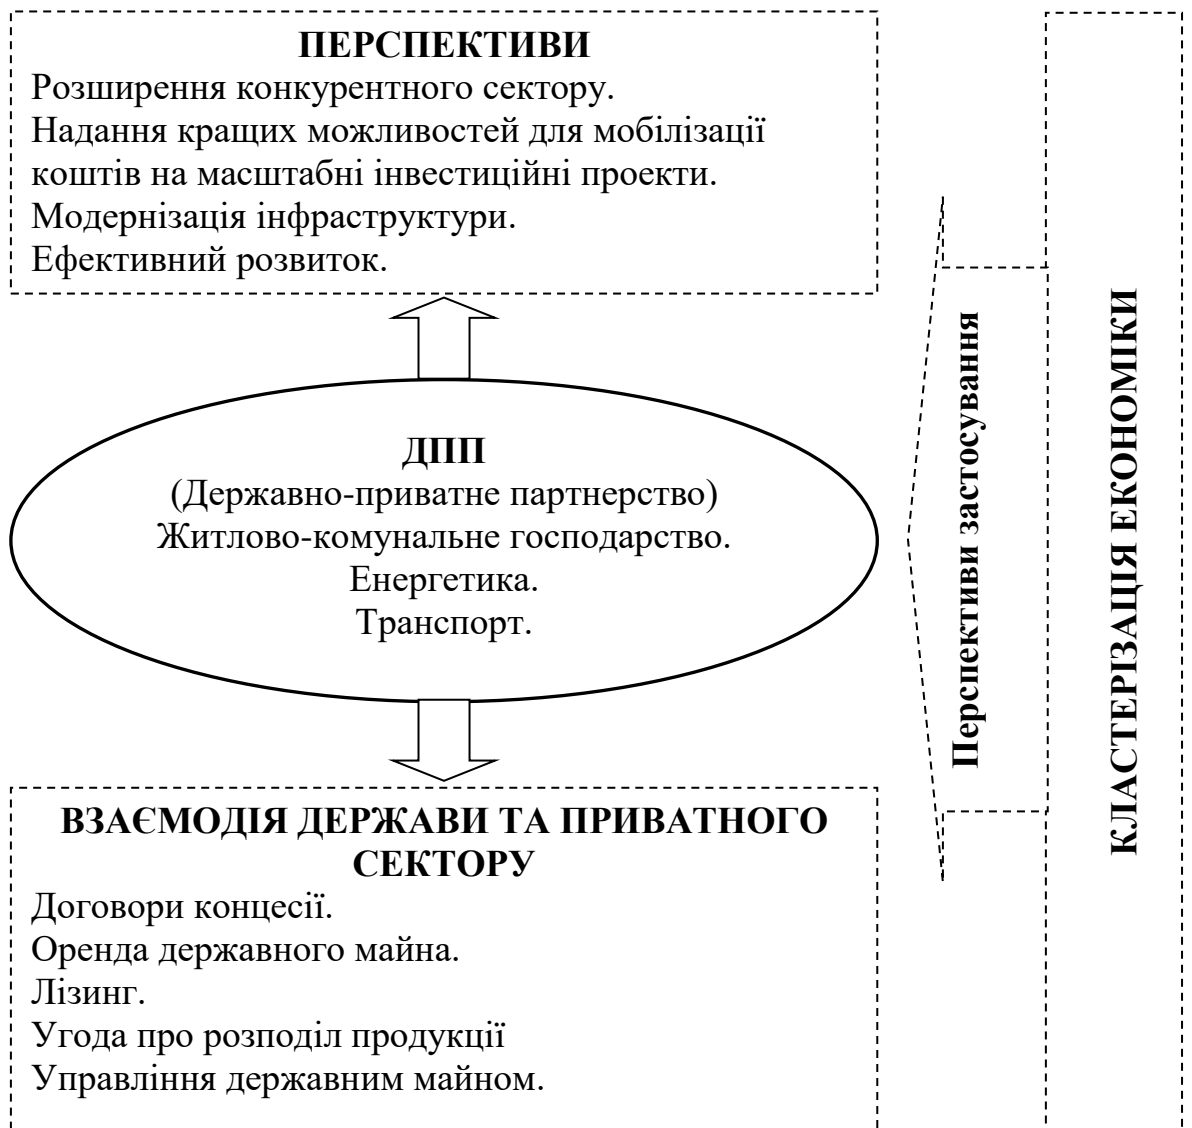 ПЕРСПЕКТИВИ
Розширення конкурентного сектору.
Надання кращих можливостей для мобілізації
коштів на масштабні інвестиційні проекти.
Модернізація інфраструктури.
Ефективний розвиток.
ДПП
(Державно-приватне партнерство)
Житлово-комунальне господарство.
Енергетика.
Транспорт.
ВЗАЄМОДІЯ ДЕРЖАВИ ТА ПРИВАТНОГО
СЕКТОРУ
Договори концесії.
Оренда державного майна.
Лізинг.
Угода про розподіл продукції
Управління державним майном.
Перспективи застосування
КЛАСТЕРІЗАЦІЯ ЕКОНОМІКИ